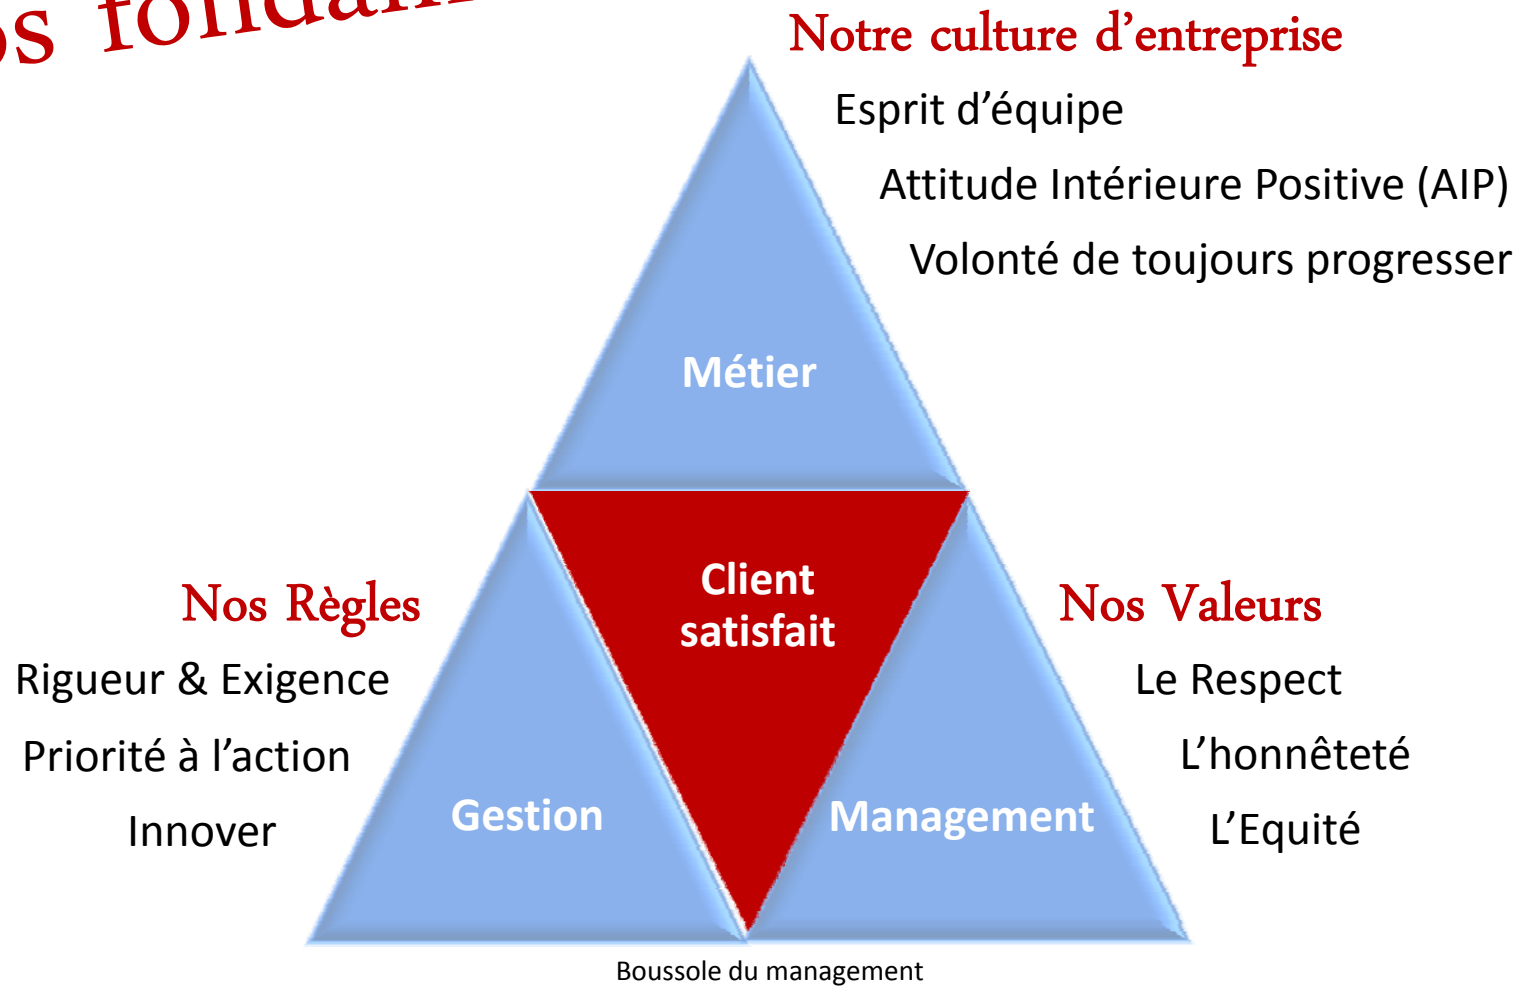 Notre culture d’entreprise
Esprit d’équipe
Attitude Intérieure Positive (AIP)
Volonté de toujours progresser
Métier
Client
satisfait
Nos Règles
Rigueur & Exigence
Priorité à l’action
Innover
Gestion
Nos Valeurs
Le Respect
L’honnêteté
L’Equité
Management
Boussole du management